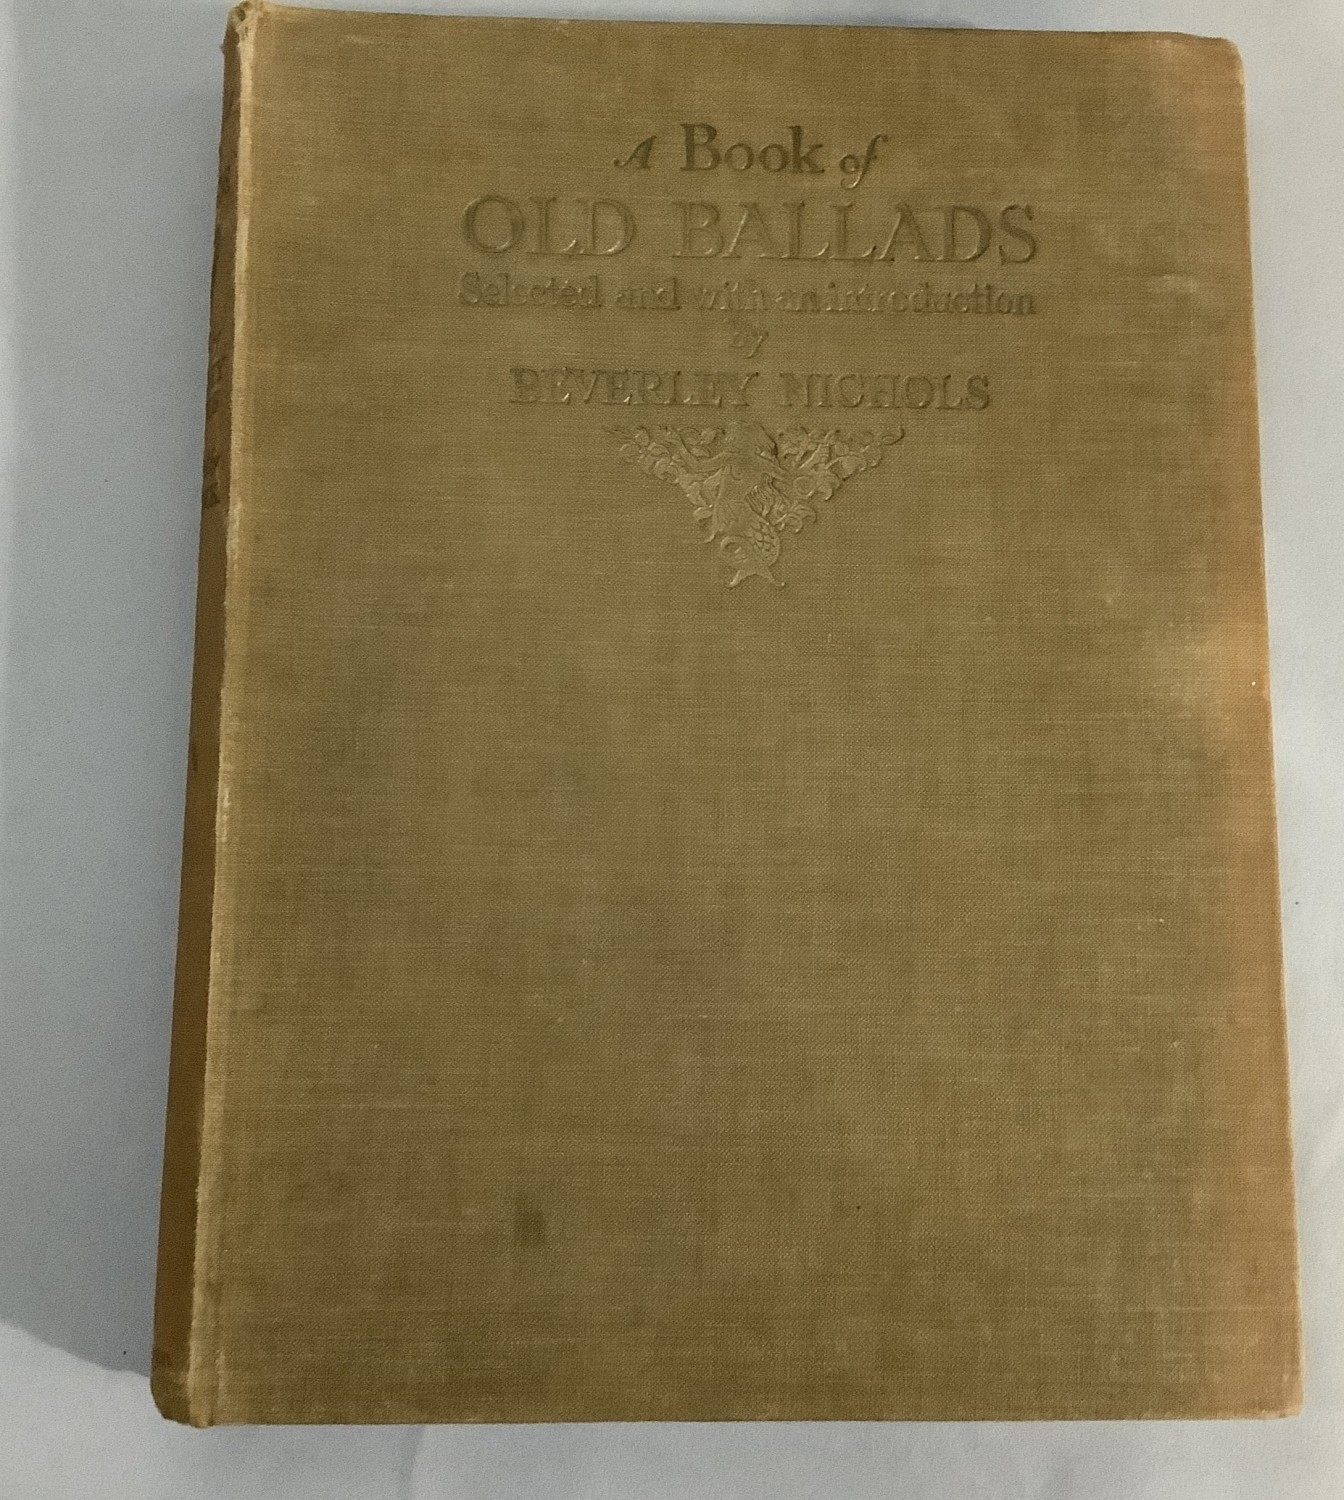 A Book of
OLD BALLADS
Selected and with an introduction
by
BEVERLEY NICHOLS